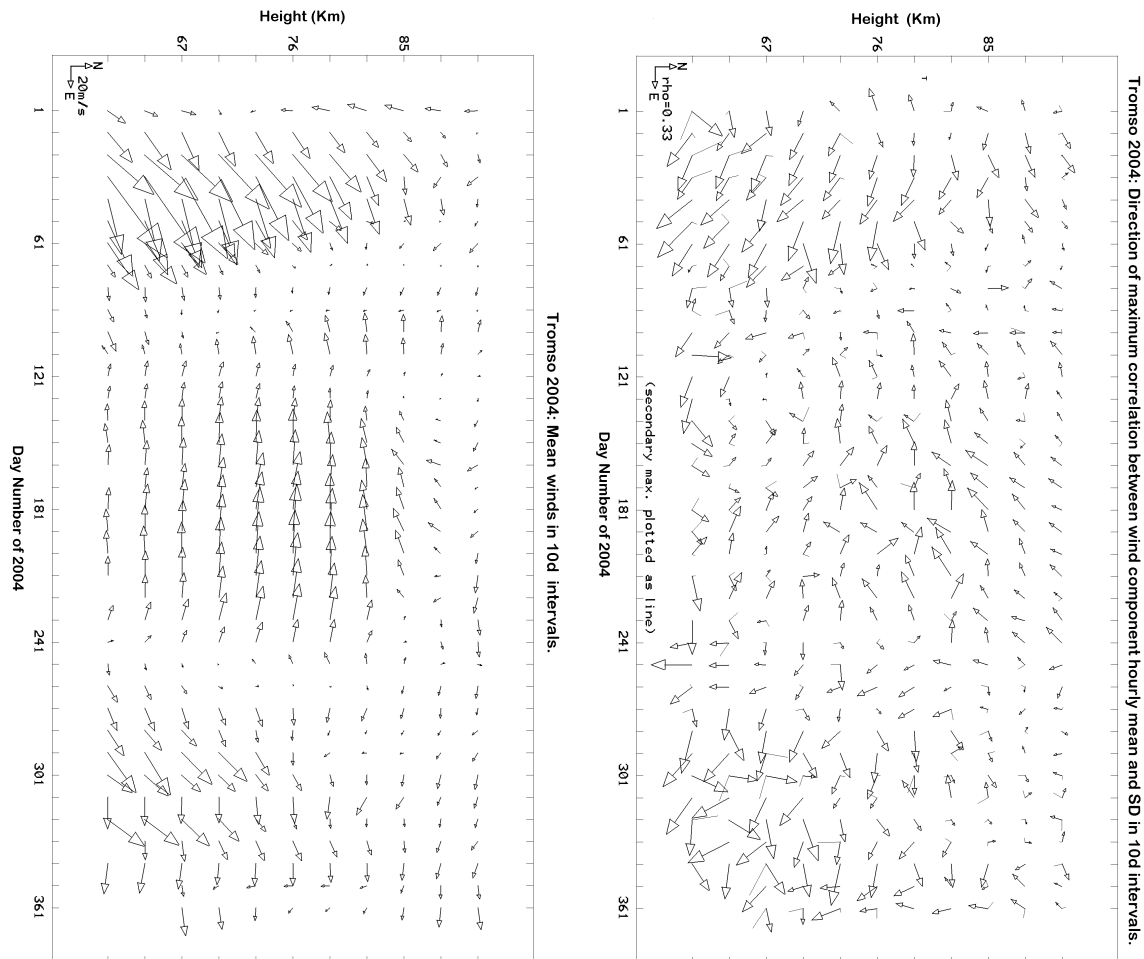 Height (Km)
67
76
85
N
E
20m/s
1
61
121
181
241
301
361
Day Number of 2004
Tromso 2004: Mean winds in 10d intervals.
Height (Km)
67
76
85
N
E
rho=0.33
1
61
121
181
241
301
361
(secondary max. plotted as line)
Day Number of 2004
Tromso 2004: Direction of maximum correlation between wind component hourly mean and SD in 10d intervals.